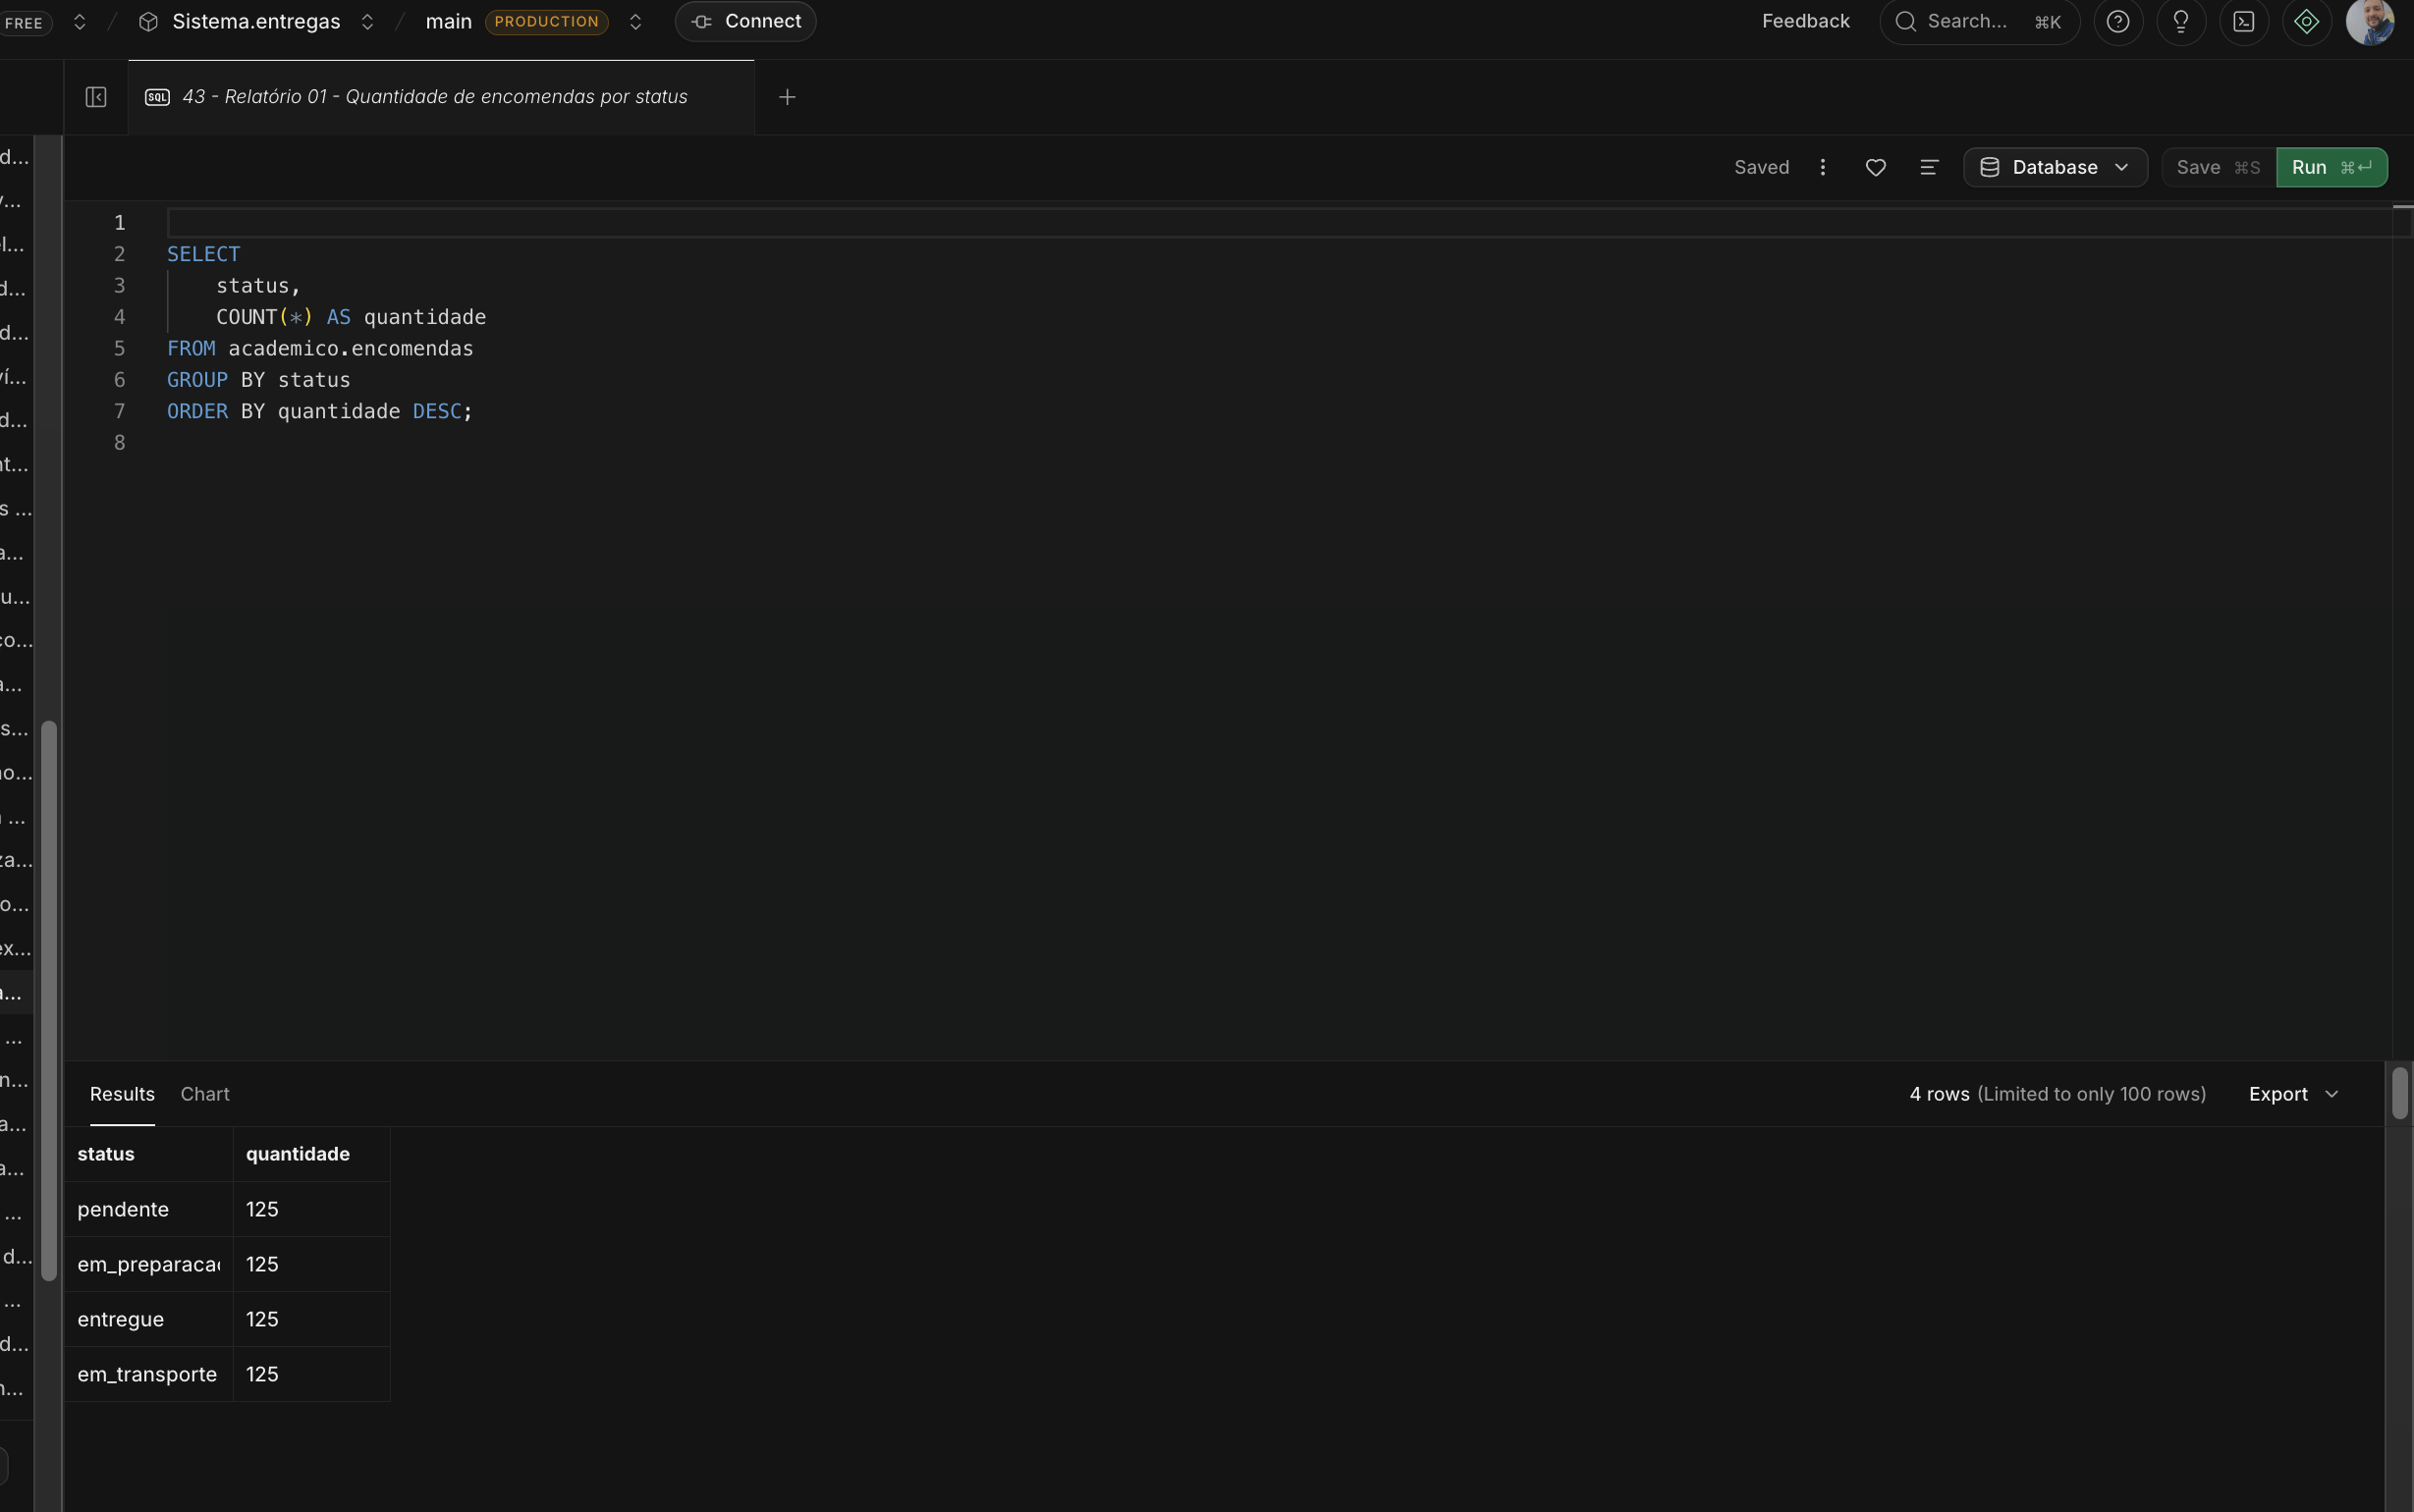 FREE Sistema.entregas / main PRODUCTION Connect Feedback Search... ⌘K
SQL 43 - Relatório 01 - Quantidade de encomendas por status
Saved Database Save ⌘S Run ⌘↵
1
2 SELECT
3 status,
4 COUNT(*) AS quantidade
5 FROM academico.encomendas
6 GROUP BY status
7 ORDER BY quantidade DESC;
8
Results Chart 4 rows (Limited to only 100 rows) Export
status quantidade
pendente 125
em_preparaca 125
entregue 125
em_transporte 125